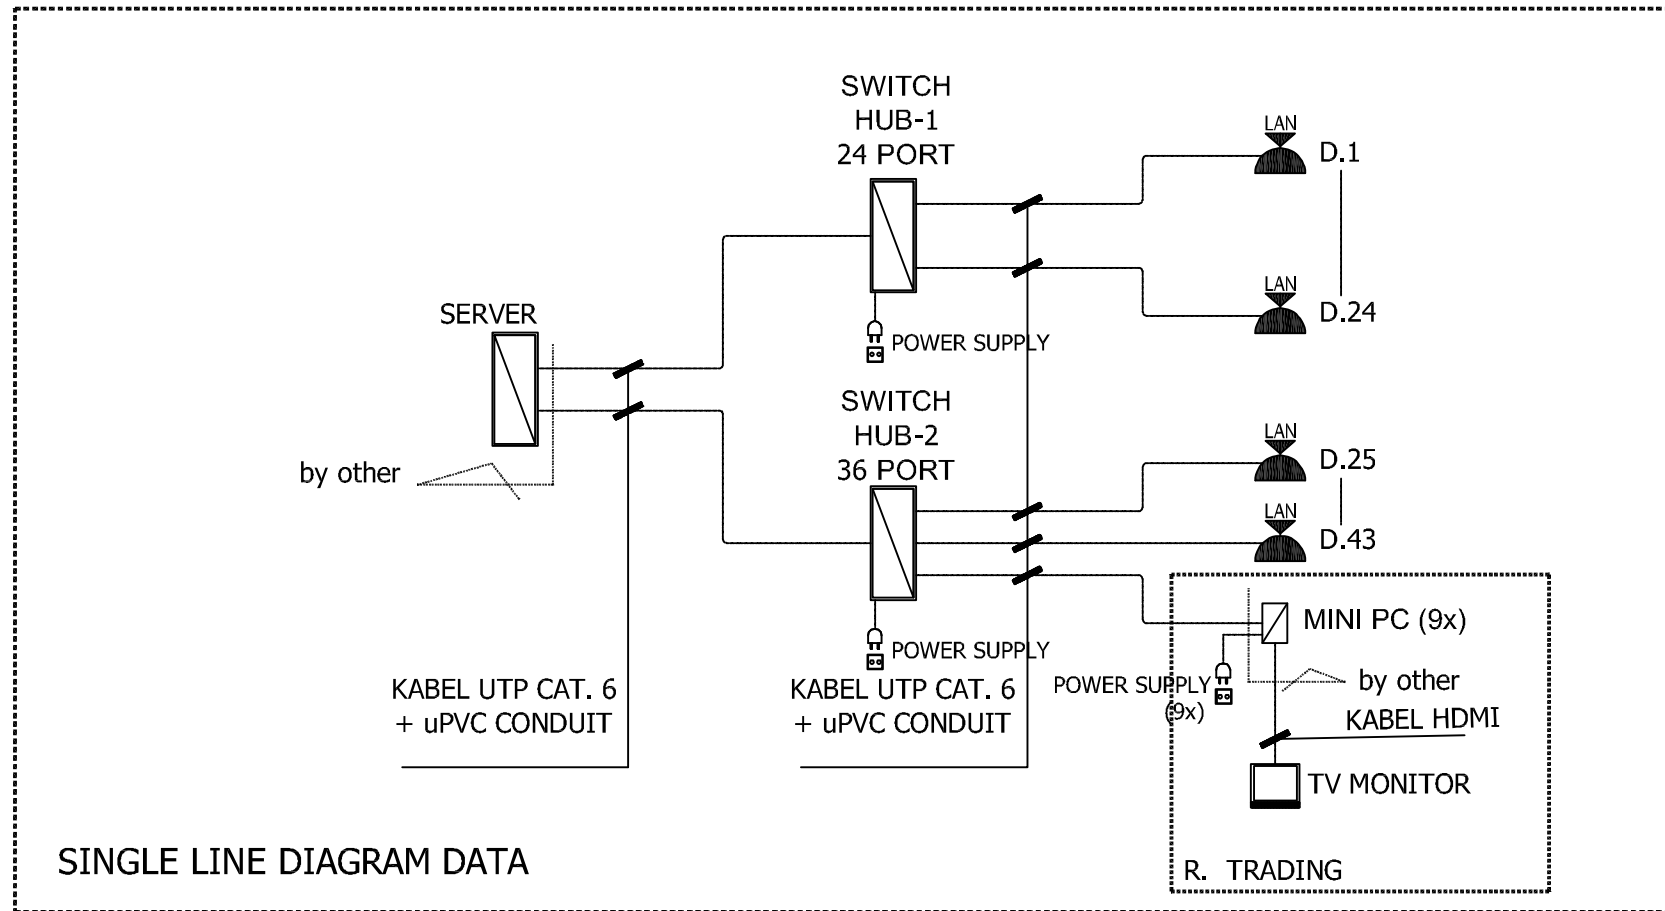 SWITCH
HUB-1
24 PORT
LAN
D.1
LAN
D.24
SERVER
POWER SUPPLY
by other
SWITCH
HUB-2
36 PORT
LAN
D.25
LAN
D.43
POWER SUPPLY
MINI PC (9x)
KABEL UTP CAT. 6
+ uPVC CONDUIT
KABEL UTP CAT. 6
+ uPVC CONDUIT
POWER SUPPLY
(9x)
by other
KABEL HDMI
TV MONITOR
SINGLE LINE DIAGRAM DATA
R. TRADING